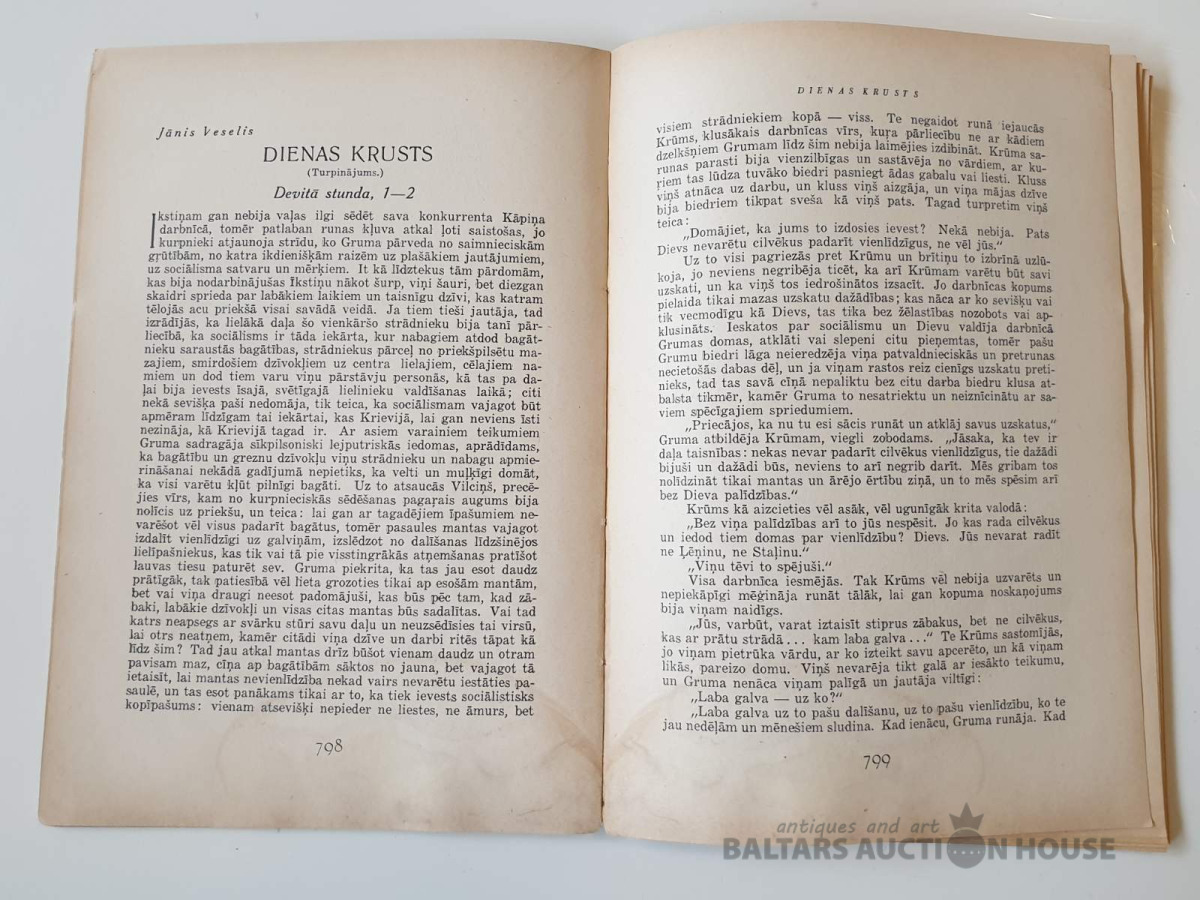 Jānis Veselis
DIENAS KRUSTS
(Turpinājums.)
Devitā stunda, 1—2
Ikstiņam gan nebija vaļas ilgi sēdēt sava konkurrenta Kāpiņa
darbnīcā, tomēr patlaban runas kļuva atkal ļoti saistošas, jo
kurpnieki atjaunoja strīdu, ko Gruma pārveda no saimnieciskām
gŗūtībām, no katra ikdienišķām raizēm uz plašākiem jautājumiem,
uz sociālisma satvaru un mērķiem. It kā līdztekus tām pārdomām,
kas bija nodarbinājušas Īkstiņu nākot šurp, viņi šauri, bet diezgan
skaidri sprieda par labākiem laikiem un taisnīgu dzīvi, kas katram
tēlojās acu priekšā visai savādā veidā. Ja tiem tieši jautāja, tad
izrādījās, ka lielākā daļa šo vienkāršo strādnieku bija tanī pār-
liecībā, ka sociālisms ir tāda iekārta, kur nabagiem atdod bagāt-
nieku saraustās bagātības, strādniekus pārceļ no priekšpilsētu ma-
zajiem, smirdošiem dzīvokļiem uz centra lielajiem, cēlajiem na-
miem un dod tiem varu viņu pārstāvju personās, kā tas pa da-
ļai bija ievests īsajā, svētīgajā lielinieku valdīšanas laikā; citi
nekā sevišķa paši nedomāja, tik teica, ka sociālismam vajagot būt
apmēram līdzīgam tai iekārtai, kas Krievijā, lai gan neviens īsti
nezināja, kā Krievijā tagad ir. Ar asiem varainiem teikumiem
Gruma sadragāja sīkpilsoniski lejputriskās iedomas, aprādīdams,
ka bagātību un greznu dzīvokļu viņu strādnieku un nabagu apmie-
rināšanai nekādā gadījumā nepietiks, ka velti un muļķīgi domāt,
ka visi varētu kļūt pilnīgi bagāti. Uz to atsaucās Vilciņš, precē-
jies vīrs, kam no kurpnieciskās sēdēšanas pagaŗais augums bija
nolīcis uz priekšu, un teica: lai gan ar tagadējiem īpašumiem ne-
varēšot vēl visus padarīt bagātus, tomēr pasaules mantas vajagot
izdalīt vienlīdzīgi uz galviņām, izslēdzot no dalīšanas līdzšinējos
lielīpašniekus, kas tik vai tā pie visstingrākās atņemšanas pratīšot
lauvas tiesu paturēt sev. Gruma piekrita, ka tas jau esot daudz
prātīgāk, tak patiesībā vēl lieta grozoties tikai ap esošām mantām,
bet vai viņa draugi neesot padomājuši, kas būs pēc tam, kad zā-
baki, labākie dzīvokļi un visas citas mantas būs sadalītas. Vai tad
katrs neapsegs ar svārku stūri savu daļu un neuzsēdīsies tai virsū,
lai otrs neatņem, kamēr citādi viņa dzīve un darbi ritēs tāpat kā
līdz šim? Tad jau atkal mantas drīz būšot vienam daudz un otram
pavisam maz, cīņa ap bagātībām sāktos no jauna, bet vajagot tā
ietaisīt, lai mantas nevienlīdzība nekad vairs nevarētu iestāties pa-
saulē, un tas esot panākams tikai ar to, ka tiek ievests sociālistisks
kopīpašums: vienam atsevišķi nepieder ne liestes, ne āmurs, bet
798
DIENAS KRUSTS
visiem strādniekiem kopā — viss. Te negaidot runā iejaucās
Krūms, klusākais darbnīcas vīrs, kuŗa pārliecību ne ar kādiem
dzelkšņiem Grumam līdz šim nebija laimējies izdibināt. Krūma sa-
runas parasti bija vienzilbīgas un sastāvēja no vārdiem, ar ku-
ŗiem tas lūdza tuvāko biedri pasniegt ādas gabalu vai liesti. Kluss
viņš atnāca uz darbu, un kluss viņš aizgāja, un viņa mājas dzīve
bija biedriem tikpat sveša kā viņš pats. Tagad turpretim viņš
teica:
„Domājiet, ka jums to izdosies ievest? Nekā nebija. Pats
Dievs nevarētu cilvēkus padarīt vienlīdzīgus, ne vēl jūs."
Uz to visi pagriezās pret Krūmu un brītiņu to izbrīnā uzlū-
koja, jo neviens negribēja ticēt, ka arī Krūmam varētu būt savi
uzskati, un ka viņš tos iedrošinātos izsacīt. Jo darbnīcas kopums
pielaida tikai mazas uzskatu dažādības; kas nāca ar ko sevišķu vai
tik vecmodīgu kā Dievs, tas tika bez žēlastības nozobots vai ap-
klusināts. Ieskatos par sociālismu un Dievu valdīja darbnīcā
Grumas domas, atklāti vai slepeni citu pieņemtas, tomēr pašu
Grumu biedri lāga neieredzēja viņa patvaldnieciskās un pretrunas
necietošās dabas dēļ, un ja viņam rastos reiz cienīgs uzskatu preti-
nieks, tad tas savā cīņā nepaliktu bez citu darba biedru klusa at-
balsta tikmēr, kamēr Gruma to nesatriektu un neiznīcinātu ar sa-
viem spēcīgajiem spriedumiem.
„Priecājos, ka nu tu esi sācis runāt un atklāj savus uzskatus,"
Gruma atbildēja Krūmam, viegli zobodams. „Jāsaka, ka tev ir
daļa taisnības: nekas nevar padarīt cilvēkus vienlīdzīgus, tie dažādi
bijuši un dažādi būs, neviens to arī negrib darīt. Mēs gribam tos
nolīdzināt tikai mantas un ārējo ērtību ziņā, un to mēs spēsim arī
bez Dieva palīdzības."
Krūms kā aizcieties vēl asāk, vēl ugunīgāk krita valodā:
„Bez viņa palīdzības arī to jūs nespēsit. Jo kas rada cilvēkus
un iedod tiem domas par vienlīdzību? Dievs. Jūs nevarat radīt
ne Ļēņinu, ne Staļinu."
„Viņu tēvi to spējuši."
Visa darbnīca iesmējās. Tak Krūms vēl nebija uzvarēts un
nepiekāpīgi mēģināja runāt tālāk, lai gan kopuma noskaņojums
bija viņam naidīgs.
„Jūs, varbūt, varat iztaisīt stiprus zābakus, bet ne cilvēkus,
kas ar prātu strādā... kam laba galva..." Te Krūms sastomījās,
jo viņam pietrūka vārdu, ar ko izteikt savu apcerēto, un kā viņam
likās, pareizo domu. Viņš nevarēja tikt galā ar iesākto teikumu,
un Gruma nenāca viņam palīgā un jautāja viltīgi:
„Laba galva — uz ko?"
„Laba galva uz to pašu dalīšanu, uz to pašu vienlīdzību, ko te
jau nedēļām un mēnešiem sludina. Kad ienācu, Gruma runāja. Kad
799
antiques and art
BALTARS AUCTION HOUSE